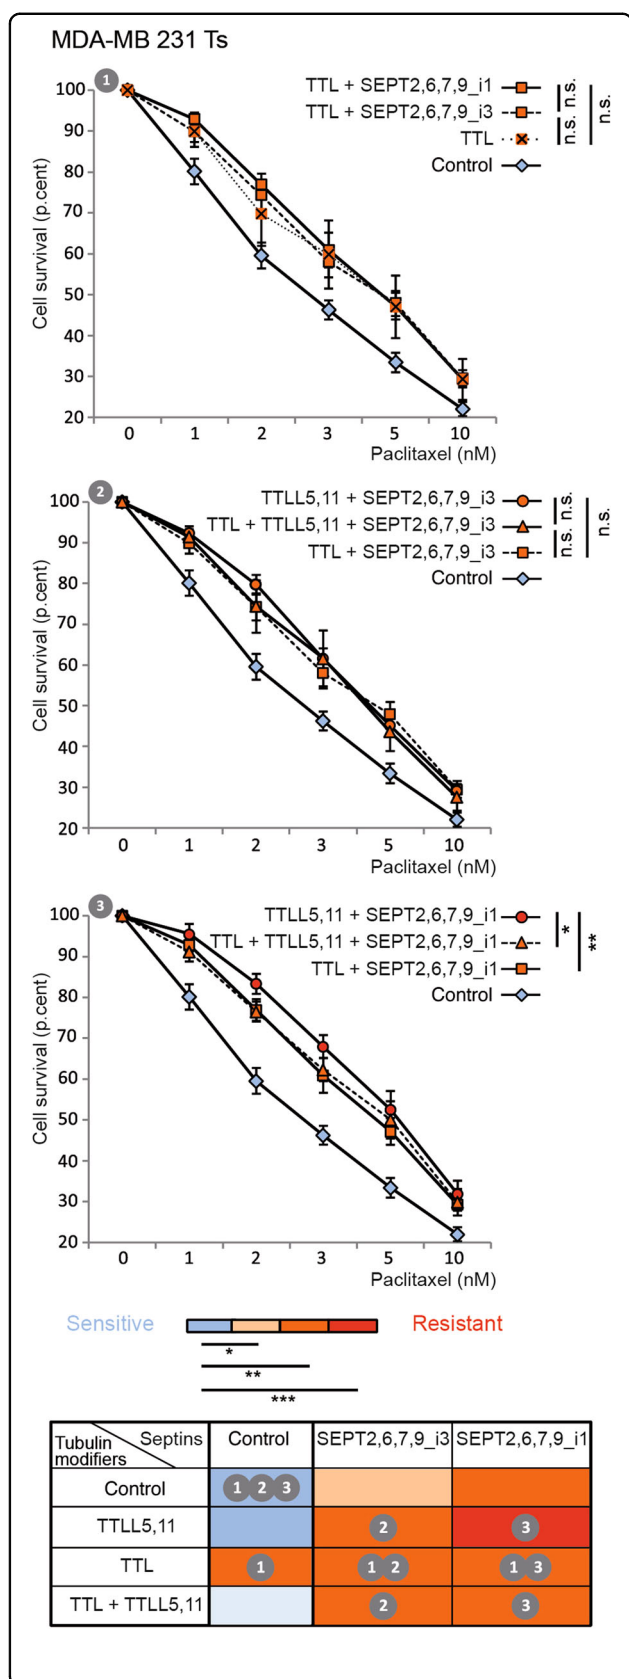 MDA-MB 231 Ts
1
TTL + SEPT2,6,7,9_i1
TTL + SEPT2,6,7,9_i3
TTL
Control
n.s.
n.s.
n.s.
Cell survival (p.cent)
100
90
80
70
60
50
40
30
20
0 1 2 3 5 10
Paclitaxel (nM)
2
TTLL5,11 + SEPT2,6,7,9_i3
TTL + TTLL5,11 + SEPT2,6,7,9_i3
TTL + SEPT2,6,7,9_i3
Control
n.s.
n.s.
n.s.
Cell survival (p.cent)
100
90
80
70
60
50
40
30
20
0 1 2 3 5 10
Paclitaxel (nM)
3
TTLL5,11 + SEPT2,6,7,9_i1
TTL + TTLL5,11 + SEPT2,6,7,9_i1
TTL + SEPT2,6,7,9_i1
Control
*
**
Cell survival (p.cent)
100
90
80
70
60
50
40
30
20
0 1 2 3 5 10
Paclitaxel (nM)
Sensitive Resistant
*
**
***
Tubulin modifiers Septins Control SEPT2,6,7,9_i3 SEPT2,6,7,9_i1
Control 1 2 3
TTLL5,11 2 3
TTL 1 1 2 1 3
TTL + TTLL5,11 2 3